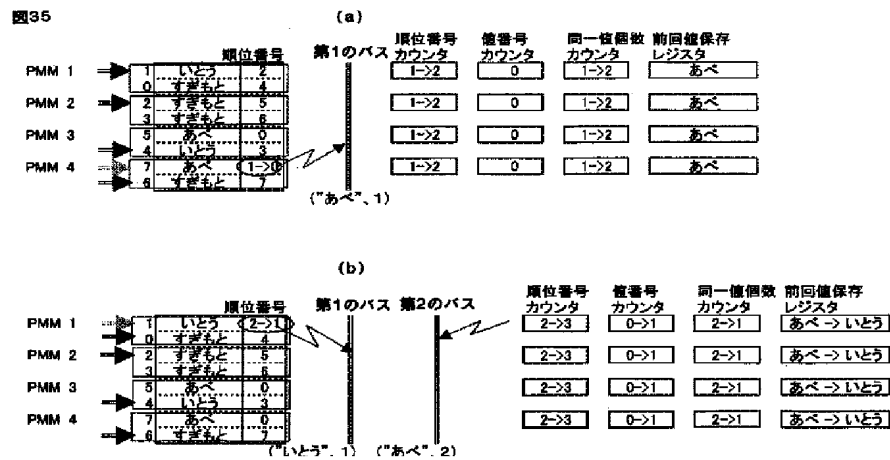 図35
(a)
順位番号 第1のバス 順位番号カウンタ 値番号カウンタ 同一値個数カウンタ 前回値保存レジスタ
PMM 1 1 いとう 2 1->2 0 1->2 あべ
0 すぎもと 4
PMM 2 2 すぎもと 5 1->2 0 1->2 あべ
3 すぎもと 6
PMM 3 5 あべ 0 1->2 0 1->2 あべ
4 いとう 3
PMM 4 7 あべ 1->0 1->2 0 1->2 あべ
6 すぎもと 7
("あべ"、1)
(b)
順位番号 第1のバス 第2のバス 順位番号カウンタ 値番号カウンタ 同一値個数カウンタ 前回値保存レジスタ
PMM 1 1 いとう 2->1 2->3 0->1 2->1 あべ -> いとう
0 すぎもと 4
PMM 2 2 すぎもと 5 2->3 0->1 2->1 あべ -> いとう
3 すぎもと 6
PMM 3 5 あべ 0 2->3 0->1 2->1 あべ -> いとう
4 いとう 3
PMM 4 7 あべ 0 2->3 0->1 2->1 あべ -> いとう
6 すぎもと 7
("いとう"、1) ("あべ"、2)